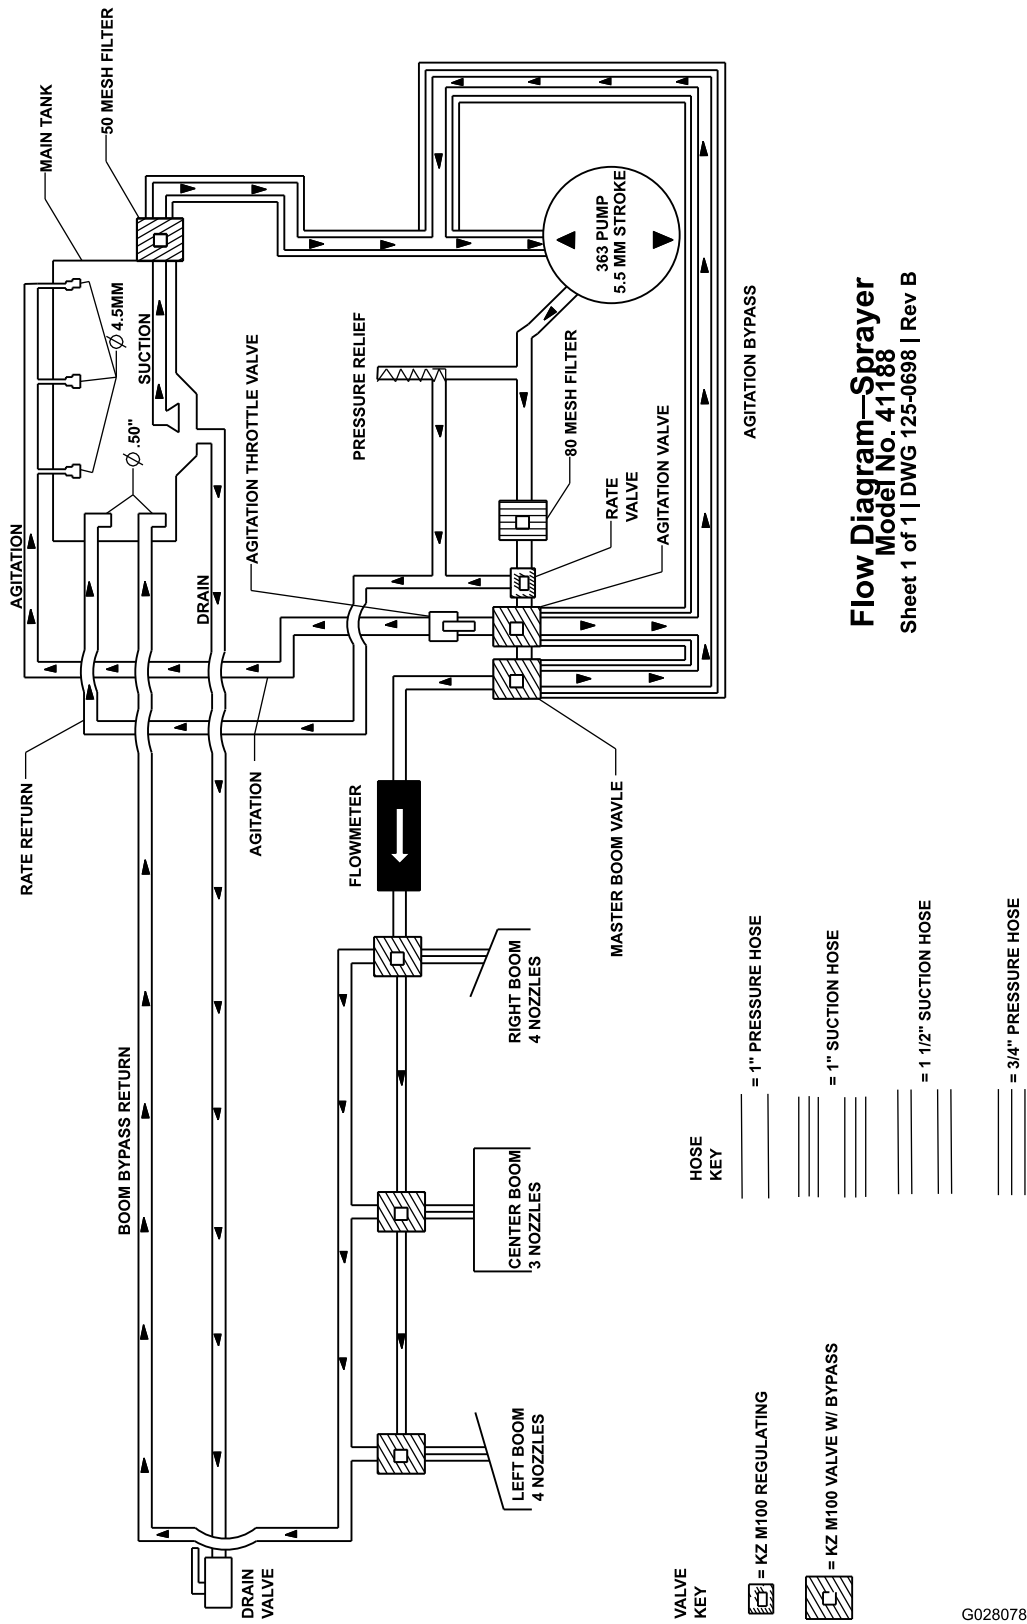 50 MESH FILTER
MAIN TANK
AGITATION
Ø 4.5MM
SUCTION
Ø .50"
DRAIN
AGITATION THROTTLE VALVE
PRESSURE RELIEF
363 PUMP
5.5 MM STROKE
80 MESH FILTER
RATE
VALVE
AGITATION VALVE
AGITATION BYPASS
RATE RETURN
AGITATION
FLOWMETER
MASTER BOOM VAVLE
BOOM BYPASS RETURN
RIGHT BOOM
4 NOZZLES
CENTER BOOM
3 NOZZLES
LEFT BOOM
4 NOZZLES
DRAIN
VALVE
VALVE
KEY
= KZ M100 REGULATING
= KZ M100 VALVE W/ BYPASS
HOSE
KEY
= 1" PRESSURE HOSE
= 1" SUCTION HOSE
= 1 1/2" SUCTION HOSE
= 3/4" PRESSURE HOSE
Flow Diagram—Sprayer
Model No. 41188
Sheet 1 of 1 | DWG 125-0698 | Rev B
G028078